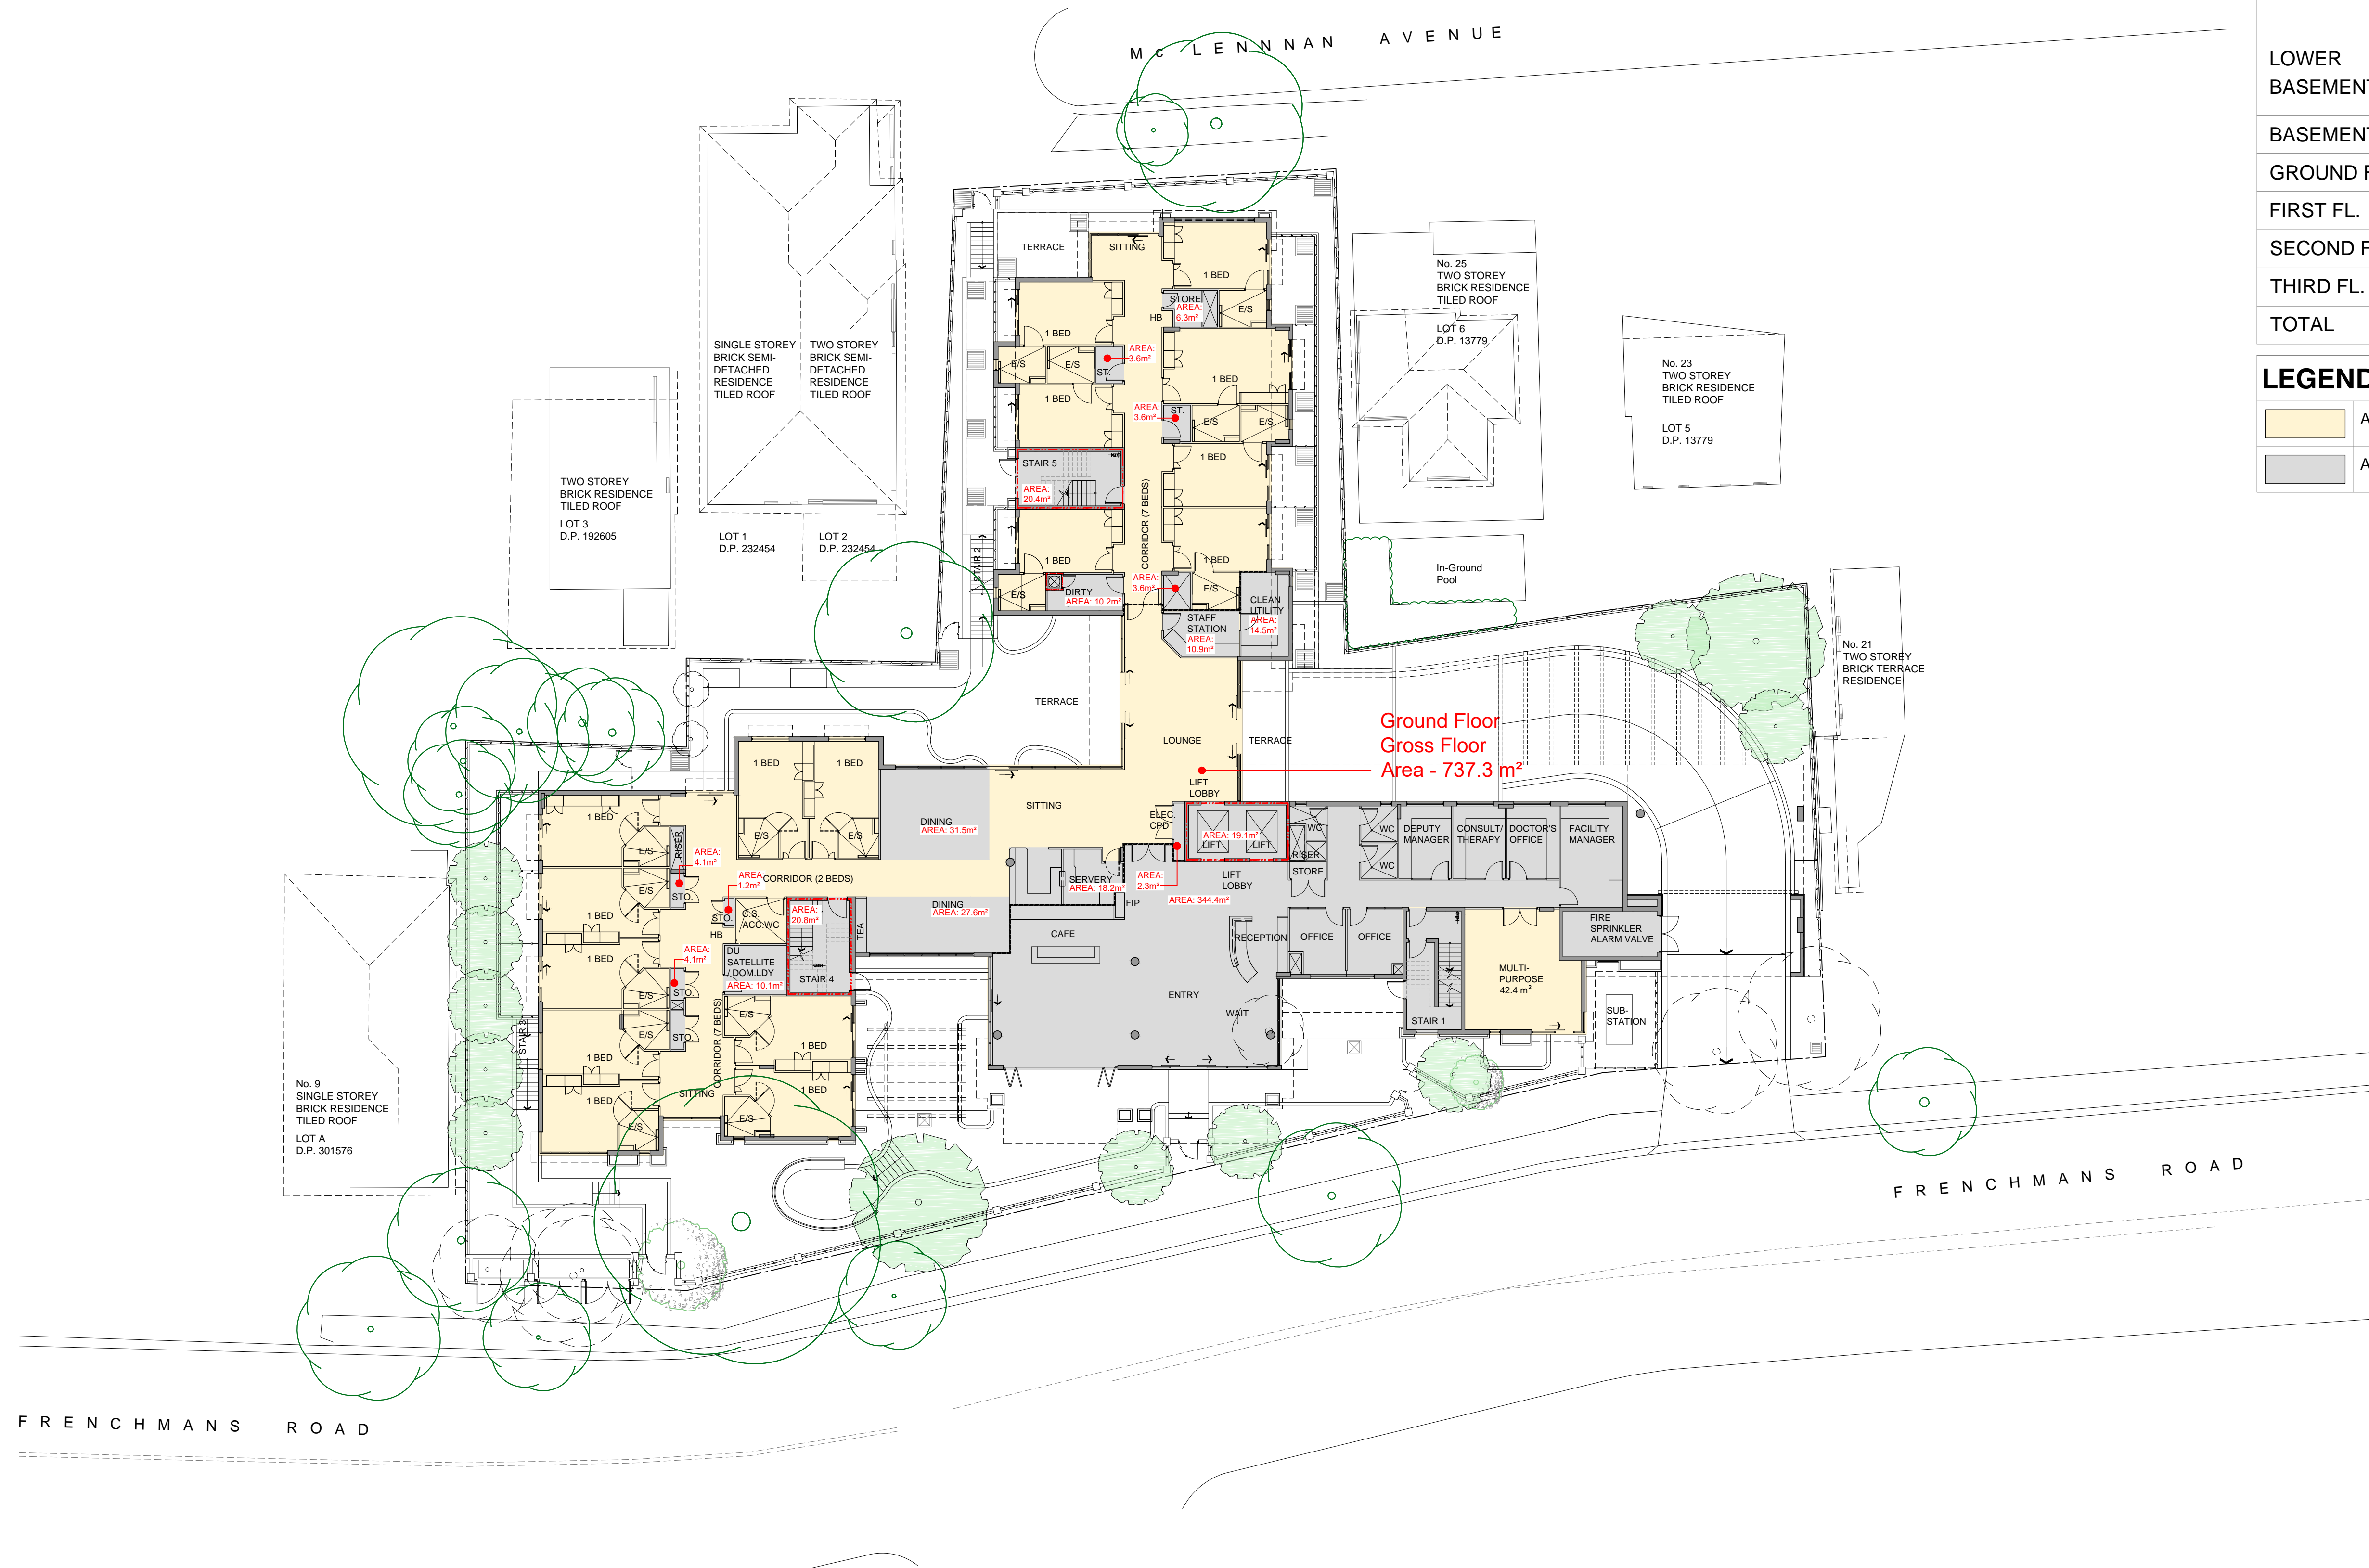 Mc LENNNAN AVENUE
LOWER
BASEMENT
BASEMENT
GROUND F
FIRST FL.
SECOND F
THIRD FL.
TOTAL
LEGEND
A
A
TERRACE
SITTING
1 BED
STORE
AREA:
6.3m²
E/S
HB
1 BED
AREA:
3.6m²
E/S
E/S
ST.
1 BED
1 BED
AREA:
3.6m²
ST.
E/S
E/S
STAIR 5
AREA:
20.4m²
1 BED
CORRIDOR (7 BEDS)
1 BED
1 BED
STAIR 2
E/S
DIRTY
AREA: 10.2m²
AREA:
3.6m²
E/S
CLEAN
UTILITY
AREA:
14.5m²
STAFF
STATION
AREA:
10.9m²
No. 25
TWO STOREY
BRICK RESIDENCE
TILED ROOF
LOT 6
D.P. 13779
No. 23
TWO STOREY
BRICK RESIDENCE
TILED ROOF
LOT 5
D.P. 13779
SINGLE STOREY
BRICK SEMI-
DETACHED
RESIDENCE
TILED ROOF
TWO STOREY
BRICK SEMI-
DETACHED
RESIDENCE
TILED ROOF
TWO STOREY
BRICK RESIDENCE
TILED ROOF
LOT 3
D.P. 192605
LOT 1
D.P. 232454
LOT 2
D.P. 232454
In-Ground
Pool
No. 21
TWO STOREY
BRICK TERRACE
RESIDENCE
TERRACE
LOUNGE
TERRACE
Ground Floor
Gross Floor
Area - 737.3 m²
LIFT
LOBBY
1 BED
1 BED
E/S
E/S
SITTING
DINING
AREA: 31.5m²
ELEC.
CPD
AREA: 19.1m²
LIFT
LIFT
WC
RISER
STORE
WC
WC
DEPUTY
MANAGER
CONSULT/
THERAPY
DOCTOR'S
OFFICE
FACILITY
MANAGER
1 BED
RISER
E/S
AREA:
4.1m²
E/S
STO.
AREA:
1.2m²
CORRIDOR (2 BEDS)
SERVERY
AREA: 18.2m²
AREA:
2.3m²
LIFT
LOBBY
AREA: 344.4m²
FIP
1 BED
STO.
HB
C.S.
ACC.WC
AREA:
20.8m²
TEA
DINING
AREA: 27.6m²
CAFE
RECEPTION
OFFICE
OFFICE
FIRE
SPRINKLER
ALARM VALVE
1 BED
AREA:
4.1m²
DU
SATELLITE
/ DOM.LDY
AREA: 10.1m²
STAIR 4
E/S
STO.
ENTRY
WAIT
MULTI-
PURPOSE
42.4 m²
STAIR 1
SUB-
STATION
STAIR 3
E/S
STO.
CORRIDOR (7 BEDS)
E/S
1 BED
1 BED
1 BED
1 BED
SITTING
E/S
E/S
No. 9
SINGLE STOREY
BRICK RESIDENCE
TILED ROOF
LOT A
D.P. 301576
FRENCHMANS ROAD
FRENCHMANS ROAD